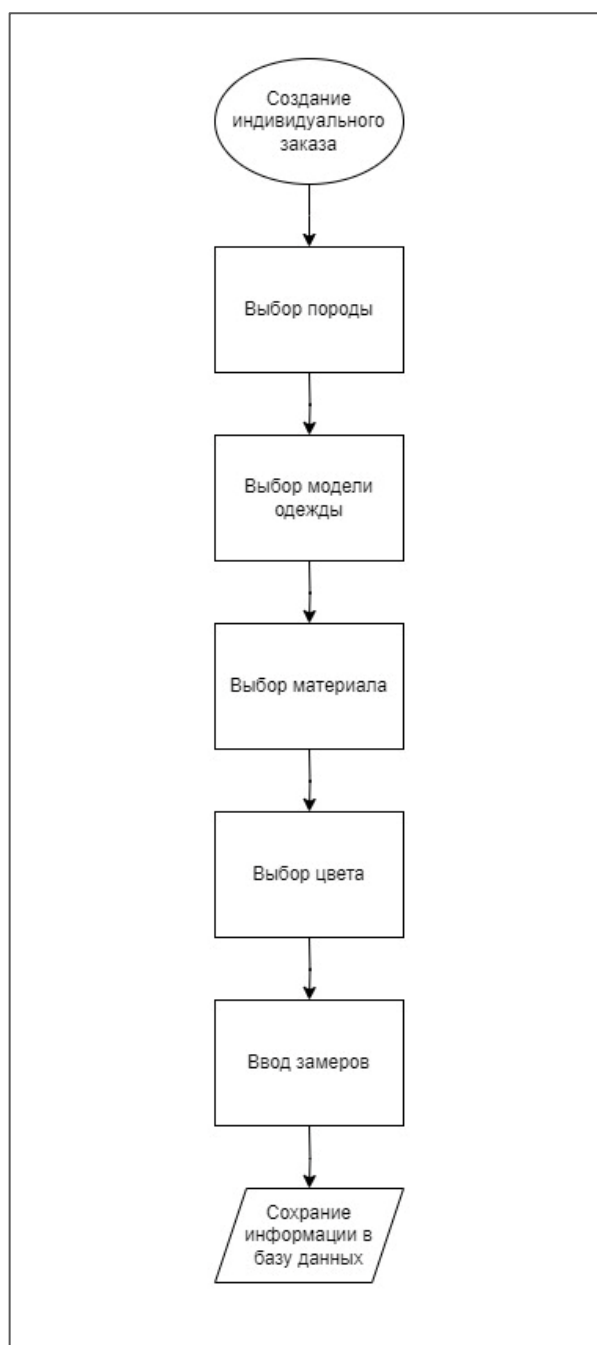 Создание
индивидуального
заказа
Выбор породы
Выбор модели
одежды
Выбор материала
Выбор цвета
Ввод замеров
Сохрание
информации в
базу данных